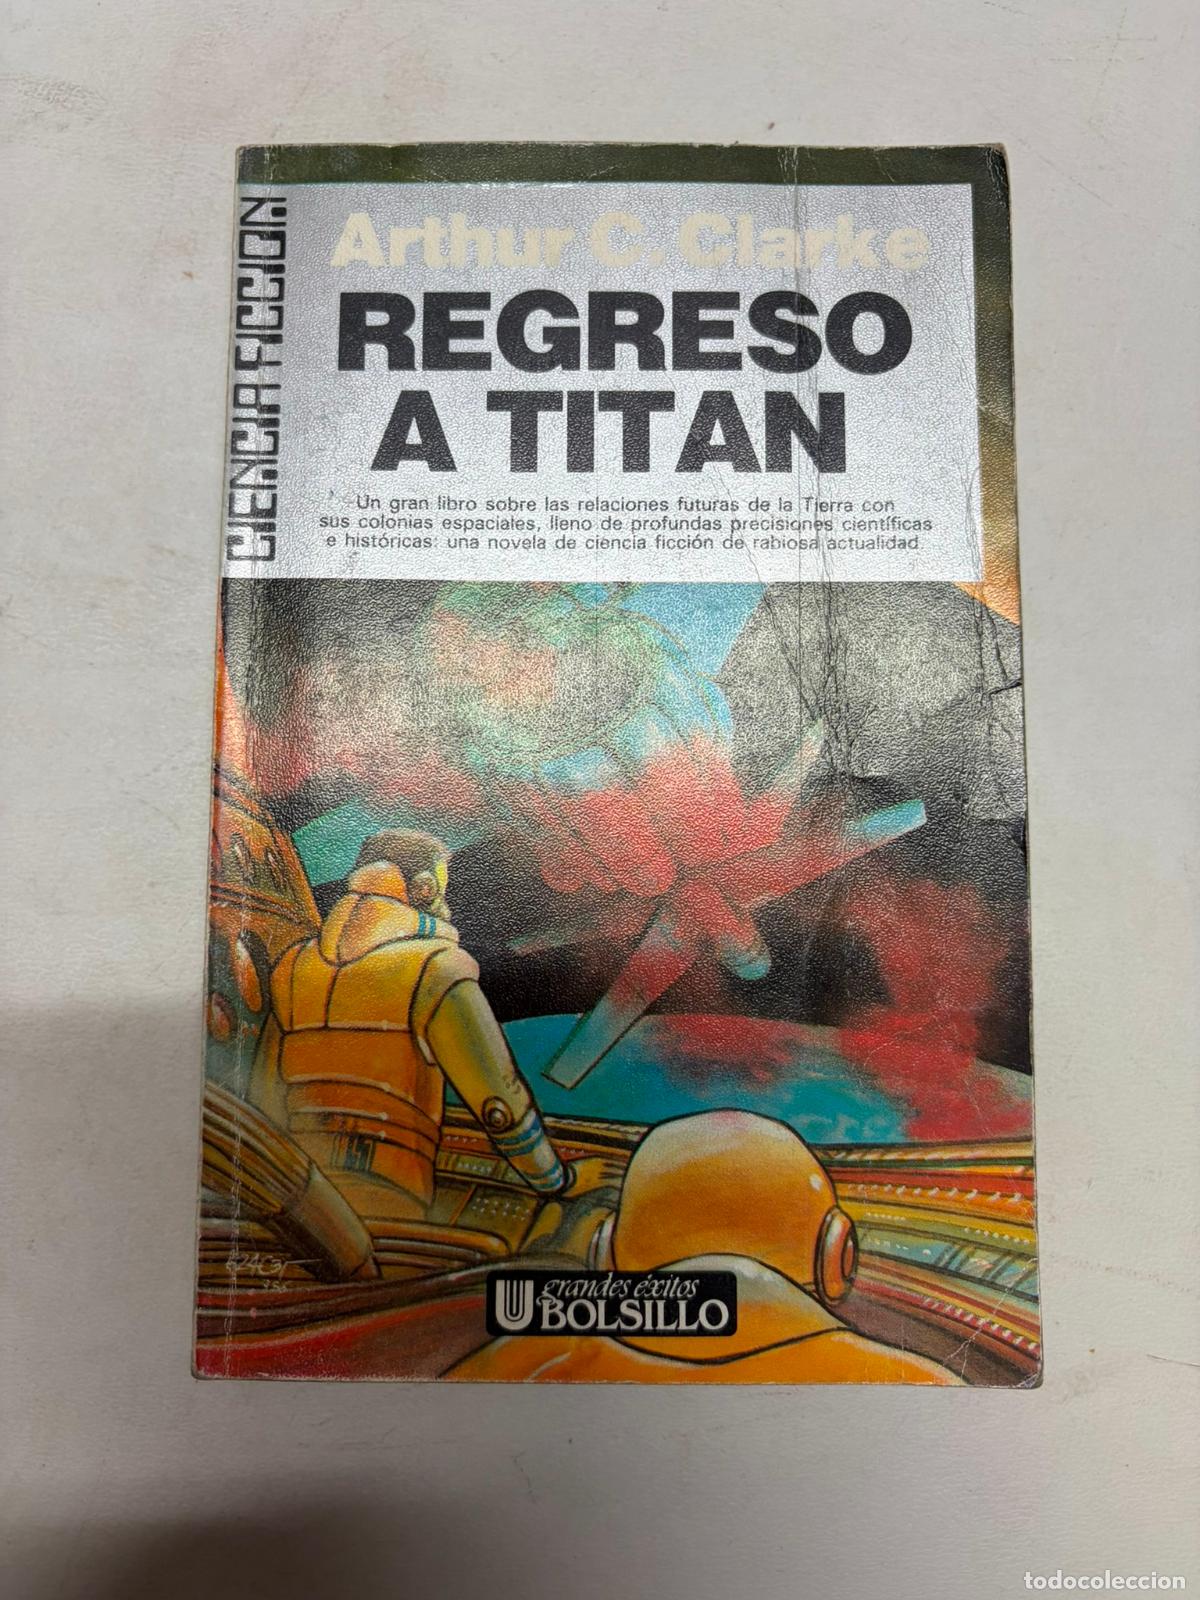 CIENCIA FICCION
Arthur C. Clarke
REGRESO
A TITAN
Un gran libro sobre las relaciones futuras de la Tierra con
sus colonias espaciales, lleno de profundas precisiones científicas
e históricas: una novela de ciencia ficción de rabiosa actualidad.
grandes éxitos
BOLSILLO
todocoleccion